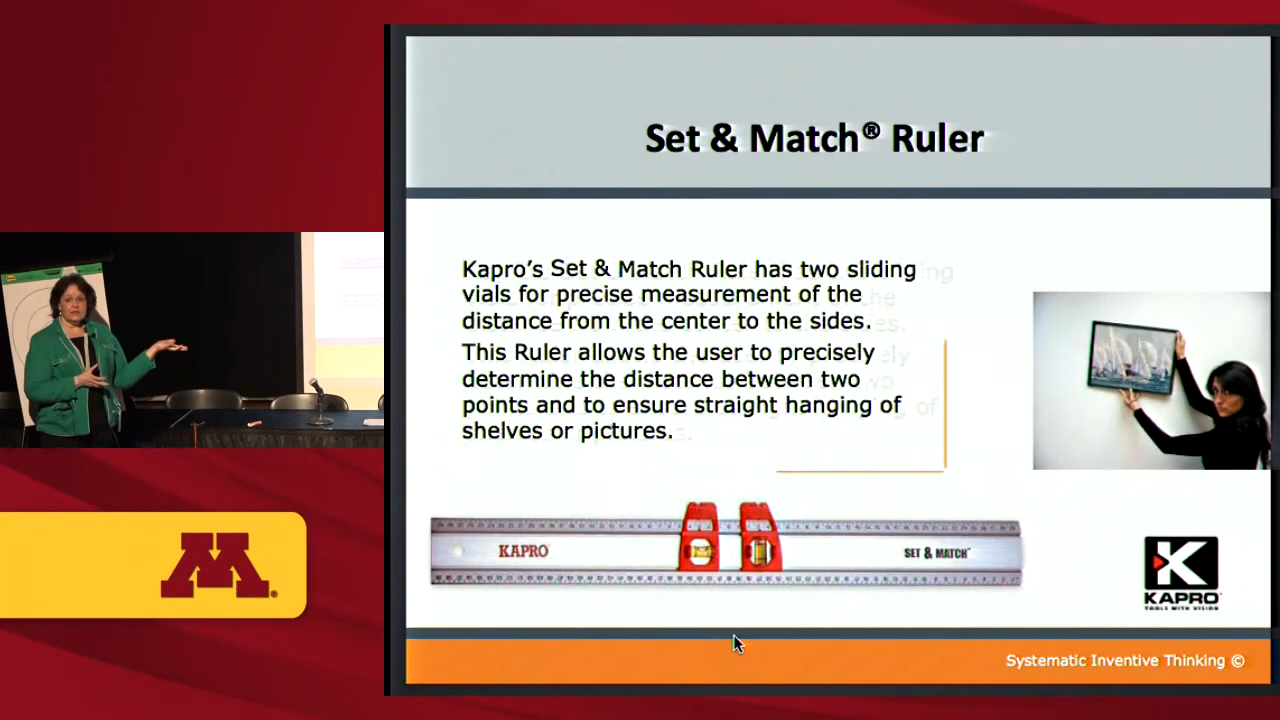 Set & Match® Ruler
Kapro's Set & Match Ruler has two sliding
vials for precise measurement of the
distance from the center to the sides.
This Ruler allows the user to precisely
determine the distance between two
points and to ensure straight hanging of
shelves or pictures.
KAPRO
SET & MATCH™
K
KAPRO
TOOLS WITH VISION
M
Systematic Inventive Thinking ©